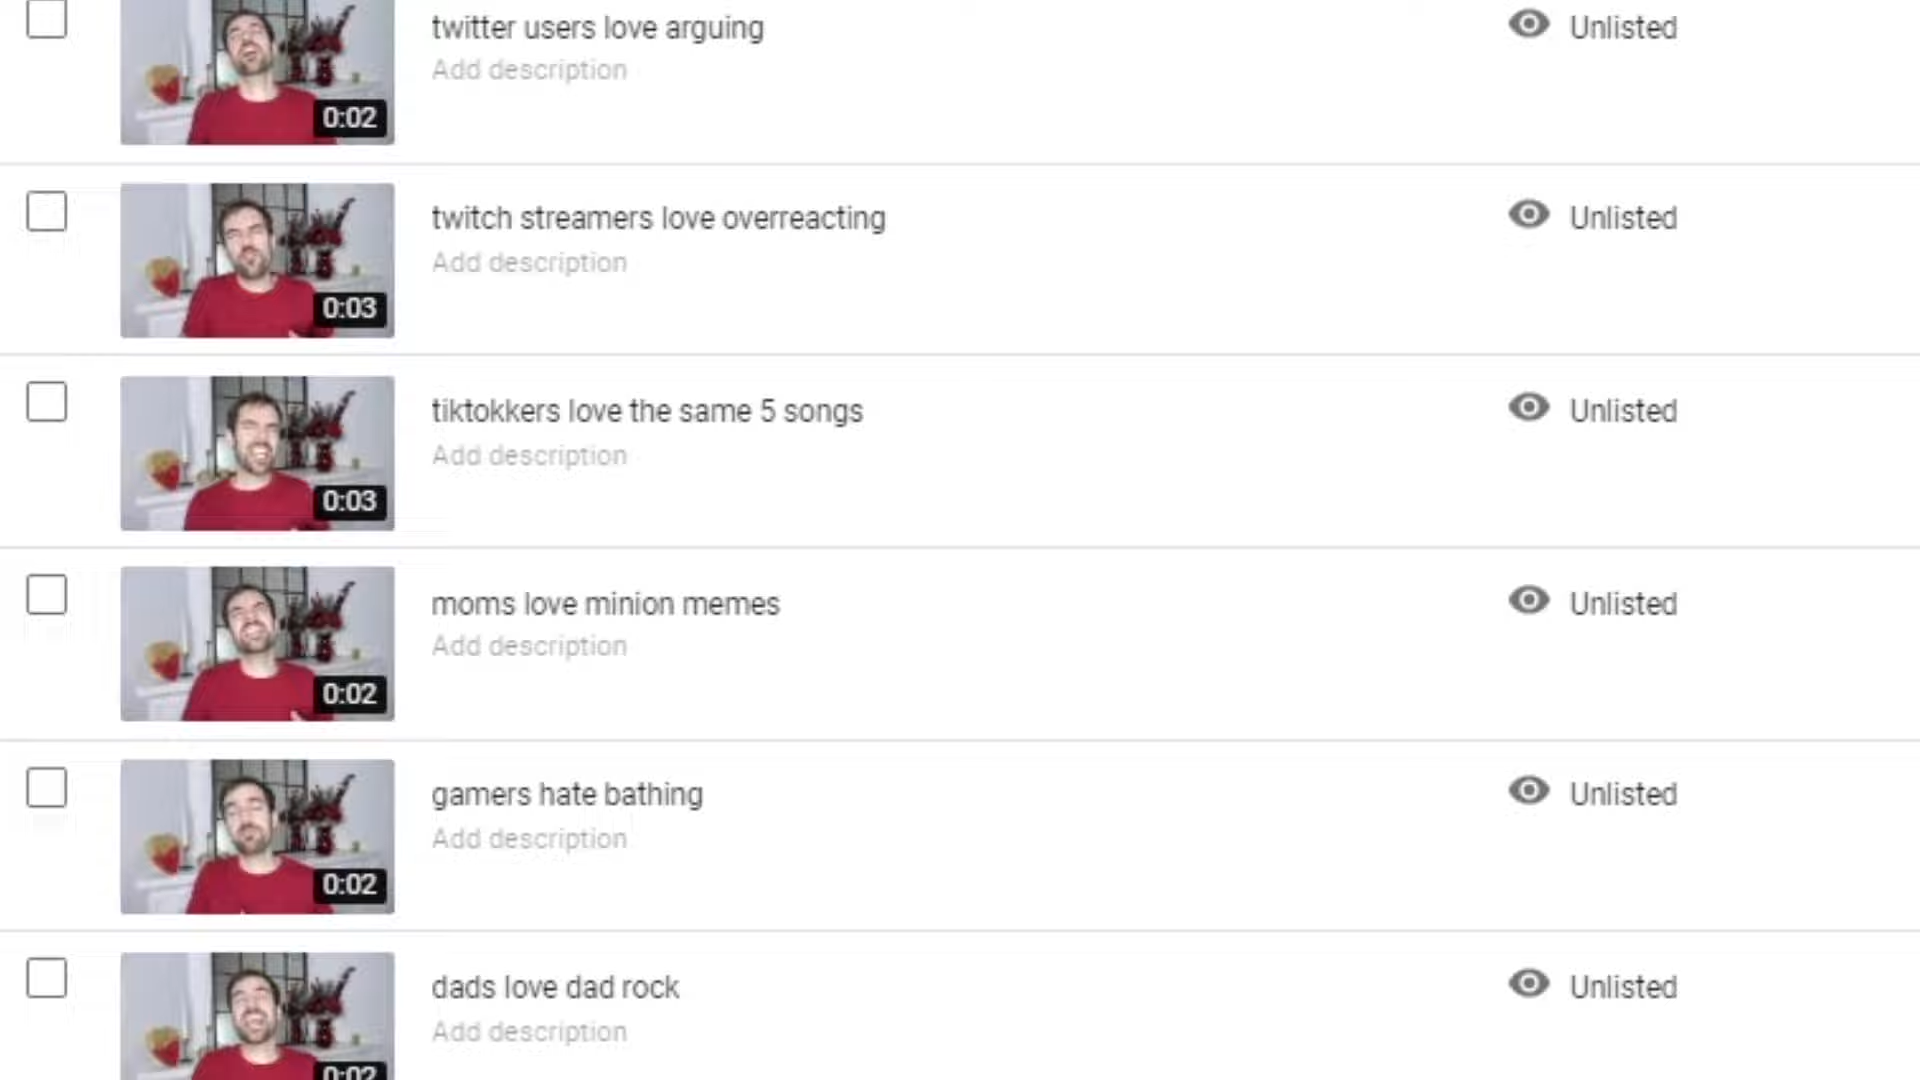 twitter users love arguing
Unlisted
Add description
0:02
twitch streamers love overreacting
Unlisted
Add description
0:03
tiktokkers love the same 5 songs
Unlisted
Add description
0:03
moms love minion memes
Unlisted
Add description
0:02
gamers hate bathing
Unlisted
Add description
0:02
dads love dad rock
Unlisted
Add description
0:02